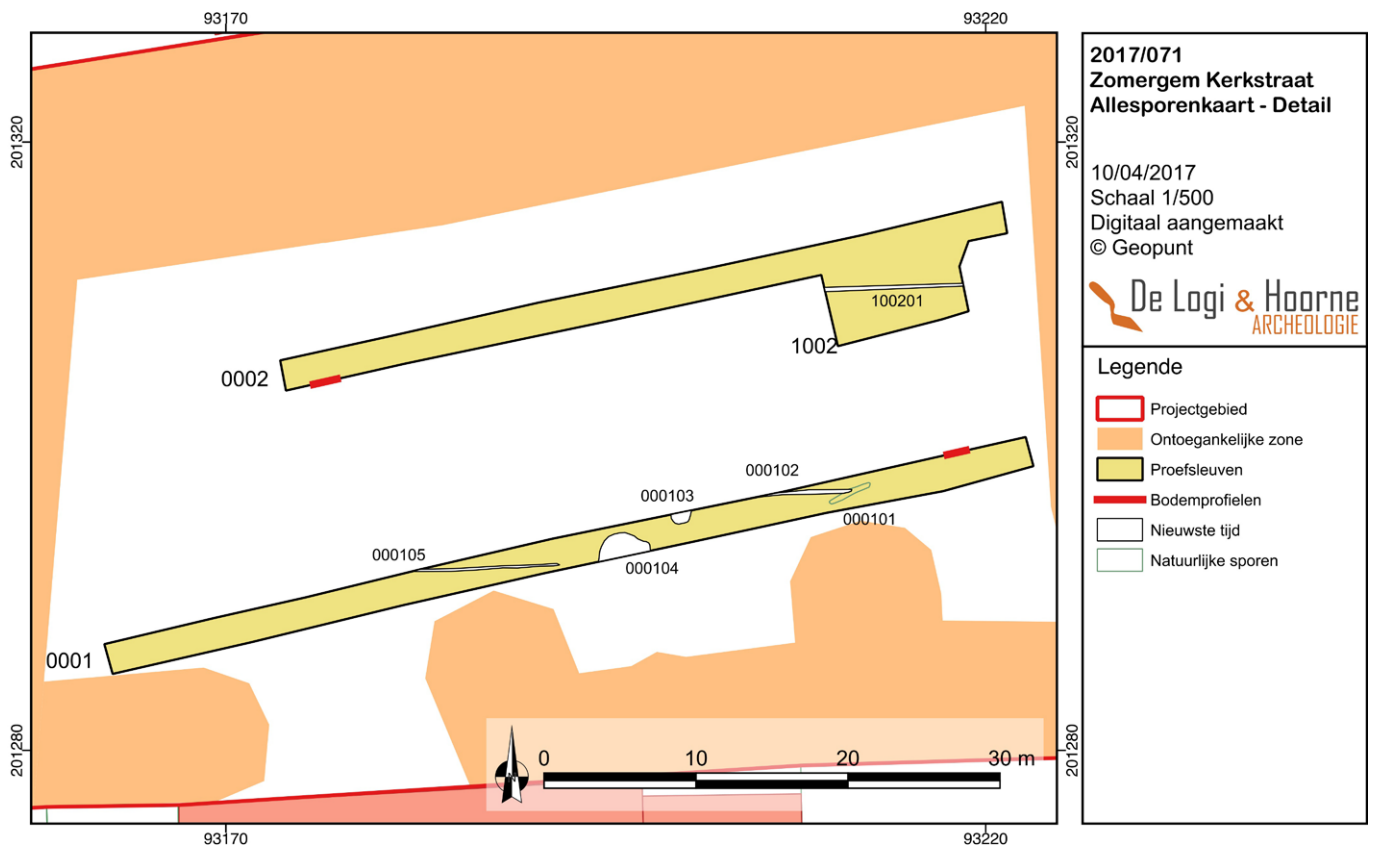 93170
93220
201320
201320
2017/071
Zomergem Kerkstraat
Allesporenkaart - Detail
10/04/2017
Schaal 1/500
Digitaal aangemaakt
© Geopunt
De Logi & Hoorne
ARCHEOLOGIE
Legende
Projectgebied
Ontoegankelijke zone
Proefsleuven
Bodemprofielen
Nieuwste tijd
Natuurlijke sporen
100201
1002
0002
000102
000103
000101
000105
000104
0001
201280
201280
0 10 20 30 m
N
93170
93220